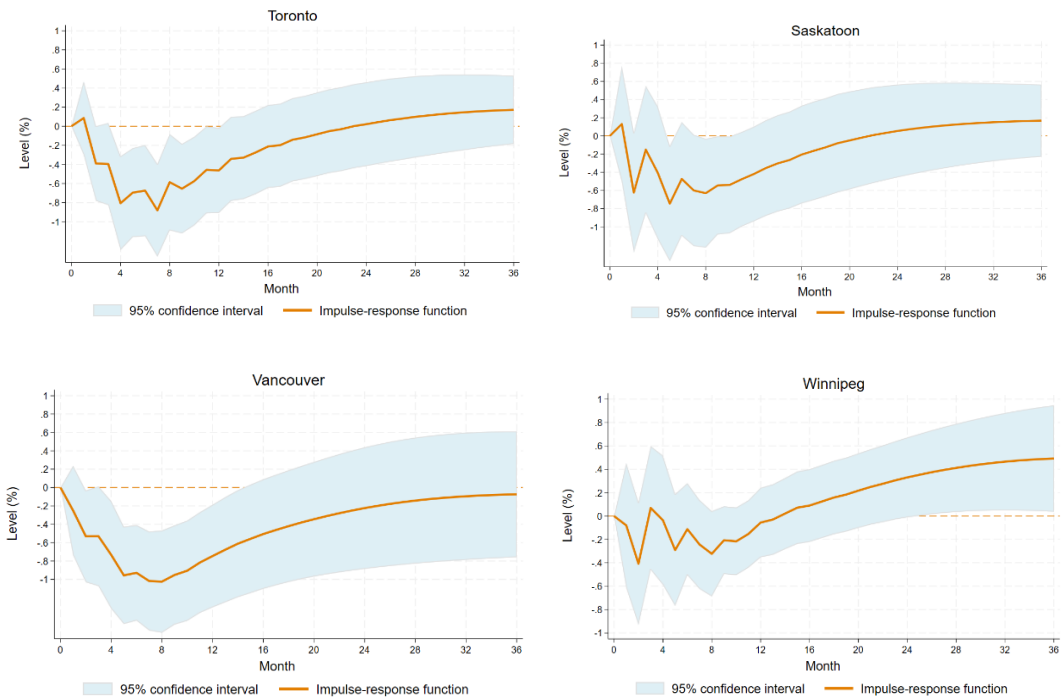 Toronto
1
.8
.6
.4
.2
0
-.2
-.4
-.6
-.8
-1
Level (%)
0 4 8 12 16 20 24 28 32 36
Month
95% confidence interval Impulse-response function
Saskatoon
1
.8
.6
.4
.2
0
-.2
-.4
-.6
-.8
-1
Level (%)
0 4 8 12 16 20 24 28 32 36
Month
95% confidence interval Impulse-response function
Vancouver
1
.8
.6
.4
.2
0
-.2
-.4
-.6
-.8
-1
Level (%)
0 4 8 12 16 20 24 28 32 36
Month
95% confidence interval Impulse-response function
Winnipeg
1
.8
.6
.4
.2
0
-.2
-.4
-.6
-.8
-1
Level (%)
0 4 8 12 16 20 24 28 32 36
Month
95% confidence interval Impulse-response function